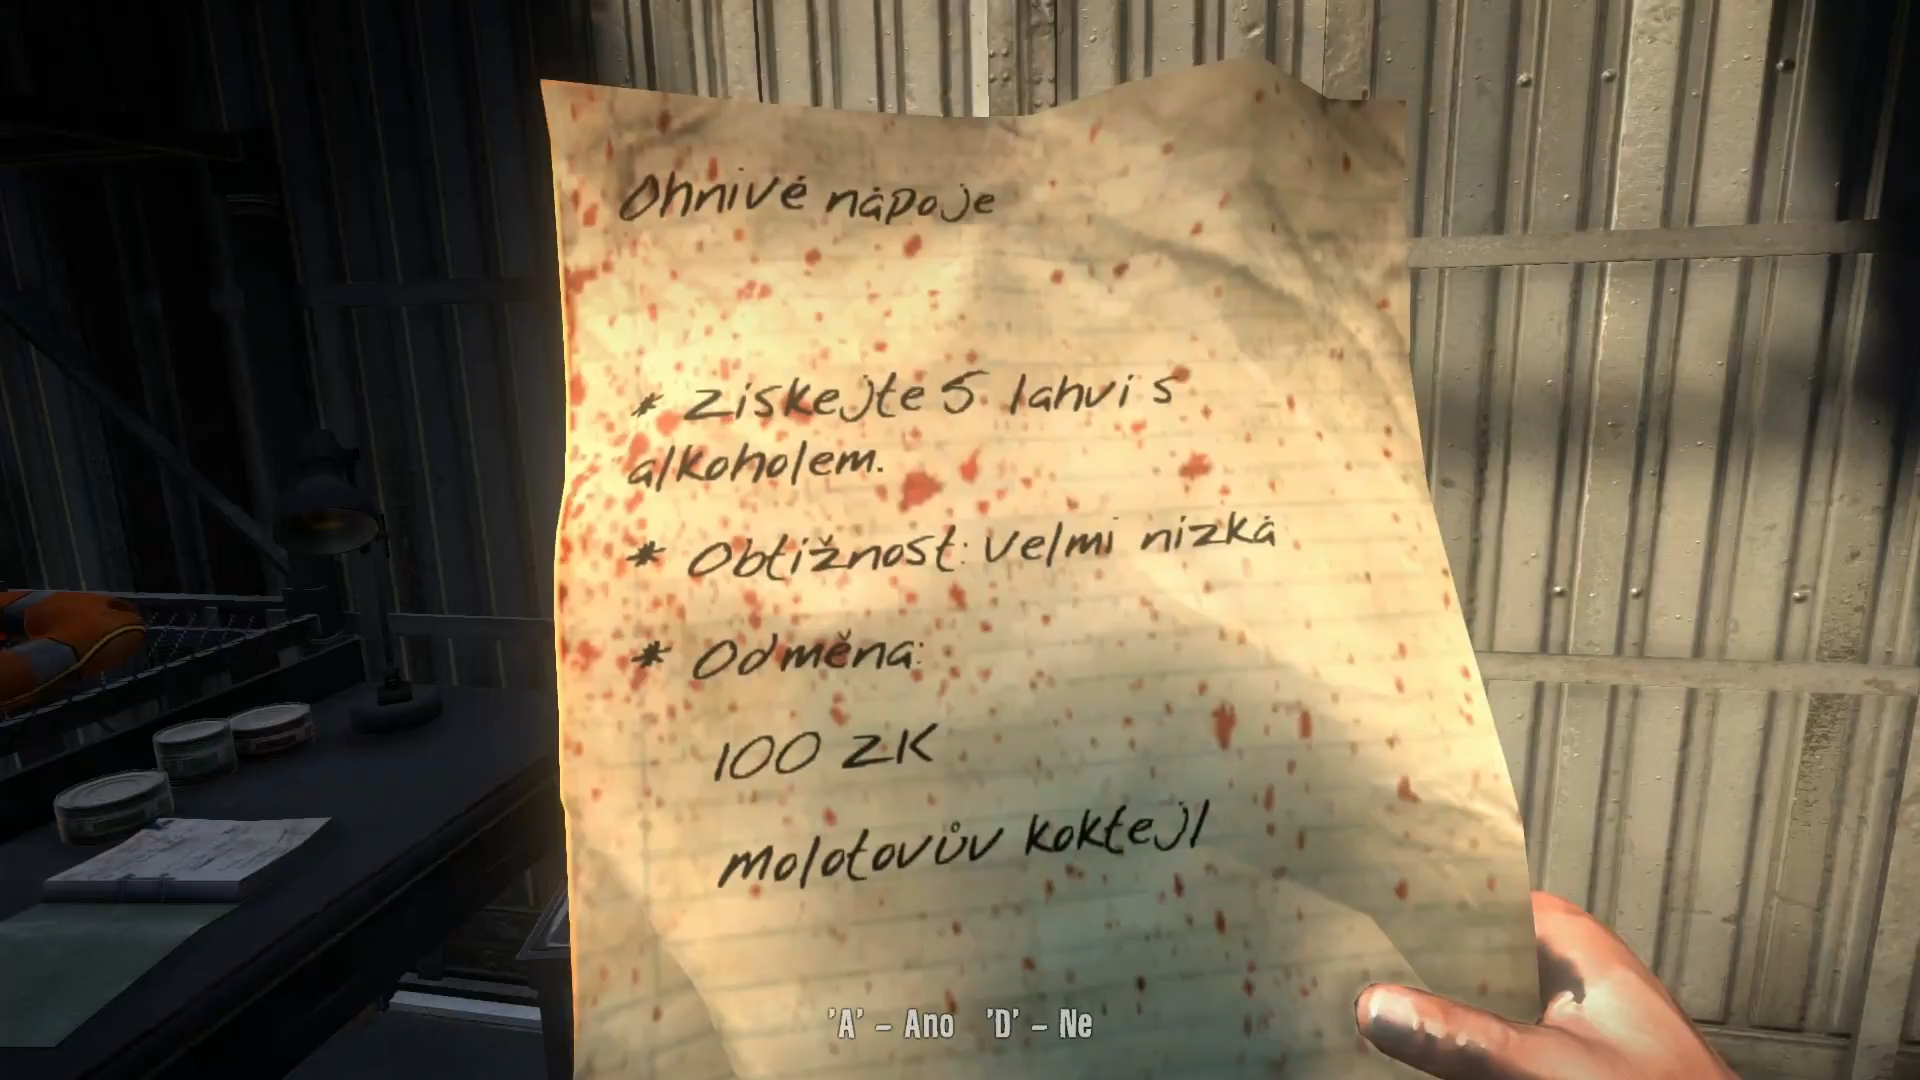 Ohnivé nápoje
* Získejte 5 lahví s
alkoholem.
* Obtížnost: velmi nízká
* Odměna:
100 ZK
molotovův koktejl
'A' – Ano 'D' – Ne